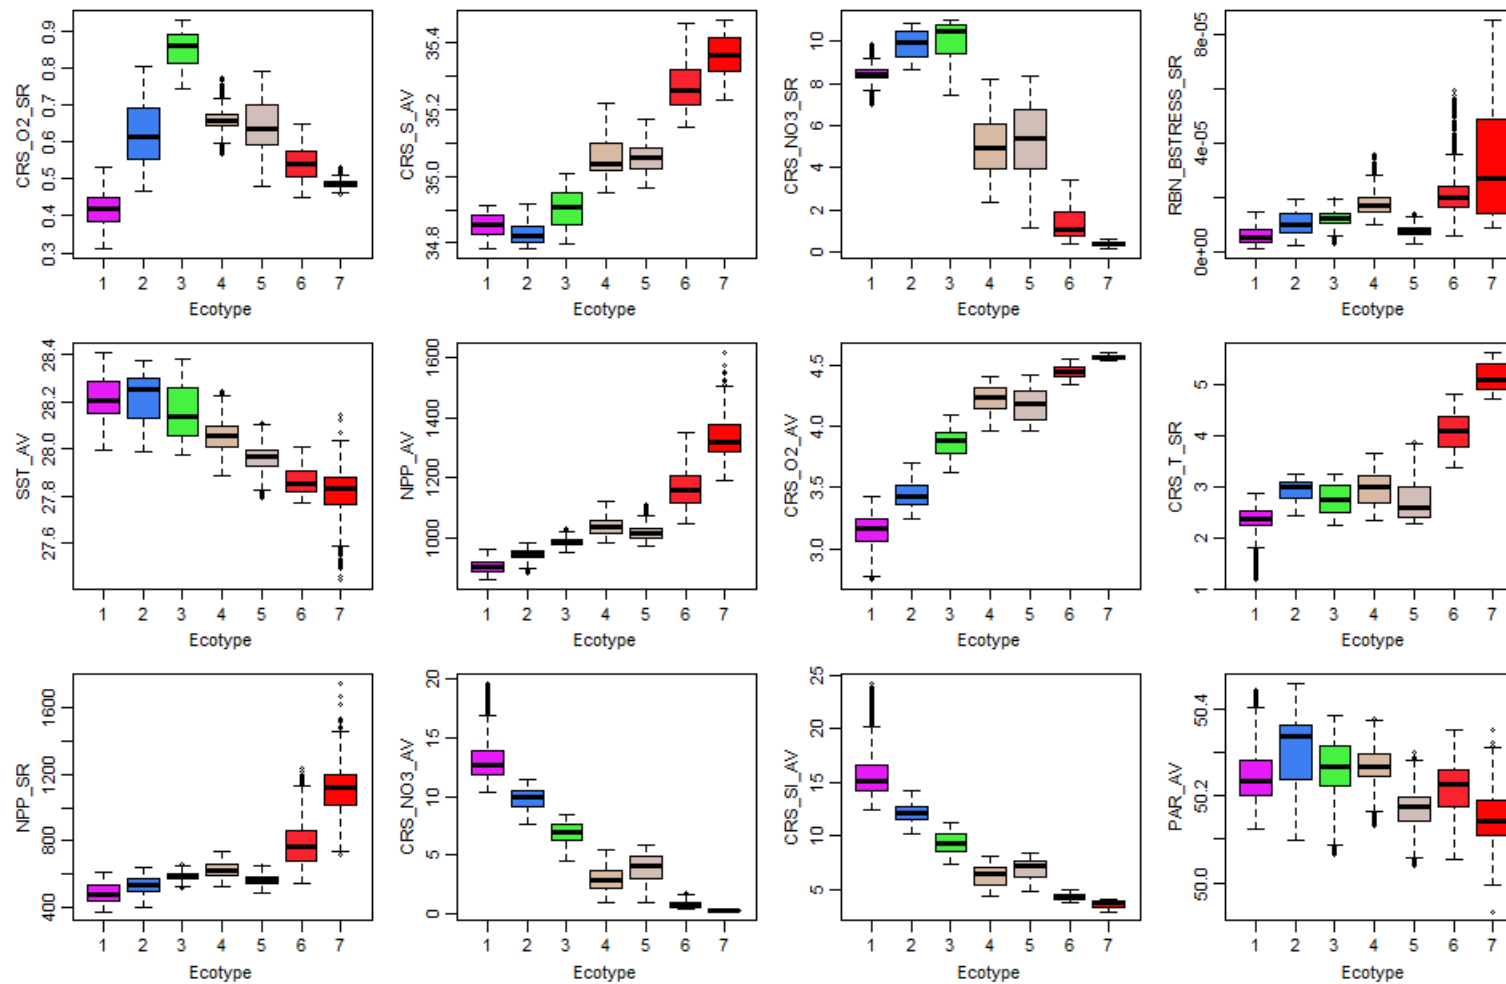 CRS_O2_SR
0.3 0.4 0.5 0.6 0.7 0.8 0.9
1 2 3 4 5 6 7
Ecotype
CRS_S_AV
34.8 35.0 35.2 35.4
1 2 3 4 5 6 7
Ecotype
CRS_NO3_SR
0 2 4 6 8 10
1 2 3 4 5 6 7
Ecotype
RBN_BSTRESS_SR
0e+00 4e-05 8e-05
1 2 3 4 5 6 7
Ecotype
SST_AV
27.6 27.8 28.0 28.2 28.4
1 2 3 4 5 6 7
Ecotype
NPP_AV
1000 1200 1400 1600
1 2 3 4 5 6 7
Ecotype
CRS_O2_AV
3.0 3.5 4.0 4.5
1 2 3 4 5 6 7
Ecotype
CRS_T_SR
1 2 3 4 5
1 2 3 4 5 6 7
Ecotype
NPP_SR
400 800 1200 1600
1 2 3 4 5 6 7
Ecotype
CRS_NO3_AV
0 5 10 15 20
1 2 3 4 5 6 7
Ecotype
CRS_SI_AV
5 10 15 20 25
1 2 3 4 5 6 7
Ecotype
PAR_AV
50.0 50.2 50.4
1 2 3 4 5 6 7
Ecotype